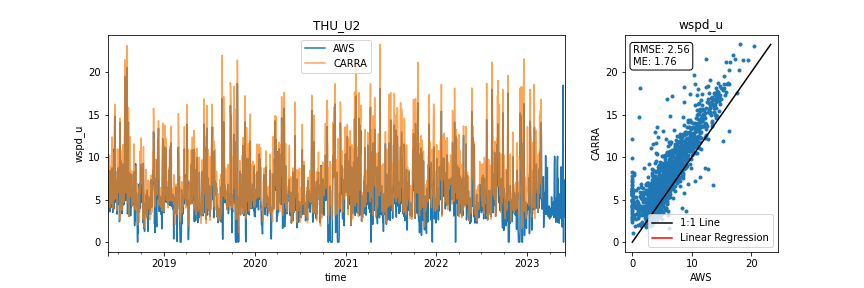 THU_U2
wspd_u
20
15
10
5
0
2019
2020
2021
2022
2023
time
AWS
CARRA
wspd_u
CARRA
20
15
10
5
0
0
10
20
AWS
RMSE: 2.56
ME: 1.76
1:1 Line
Linear Regression